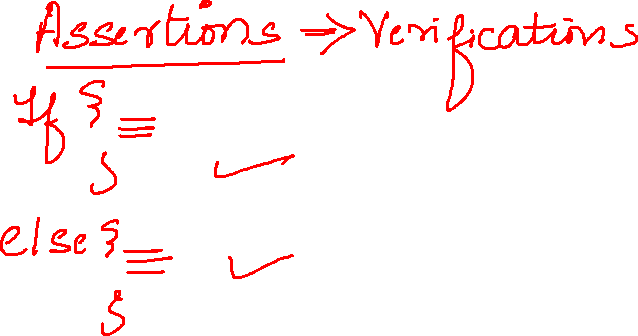 Assertions => Verifications
If {
}
else {
}